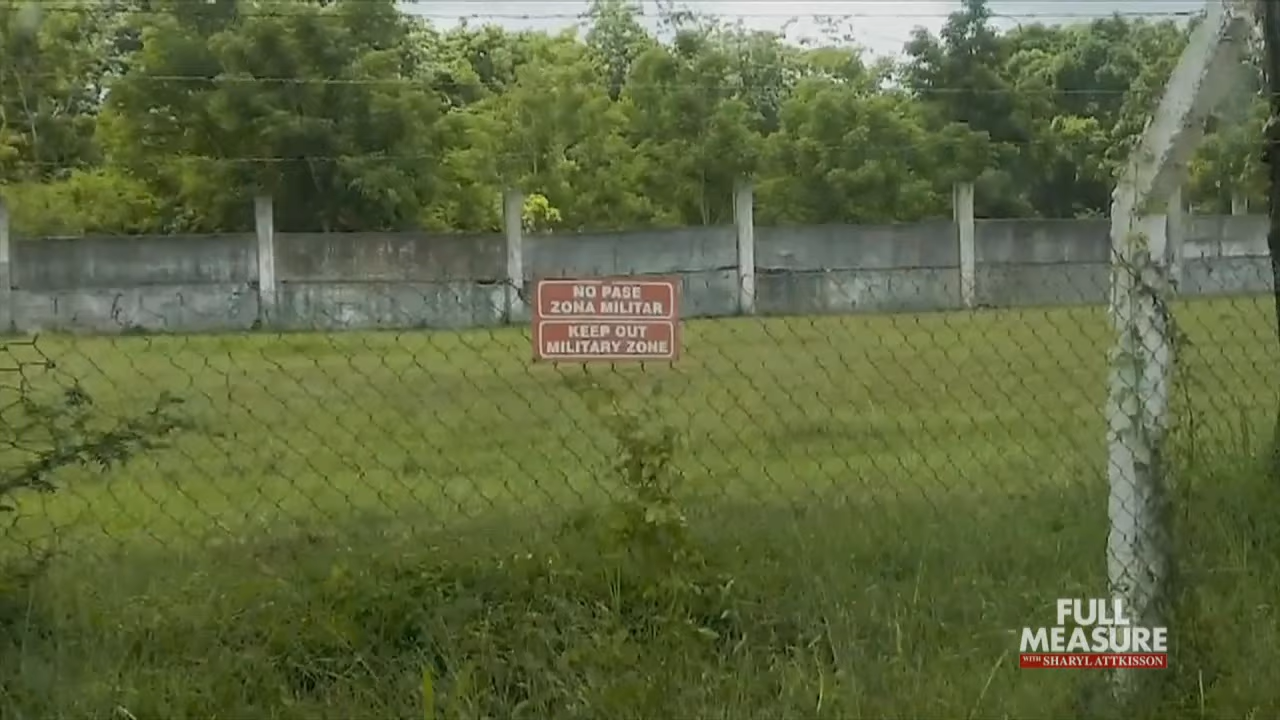 NO PASE
ZONA MILITAR
KEEP OUT
MILITARY ZONE
FULL
MEASURE
WITH SHARYL ATTKISSON